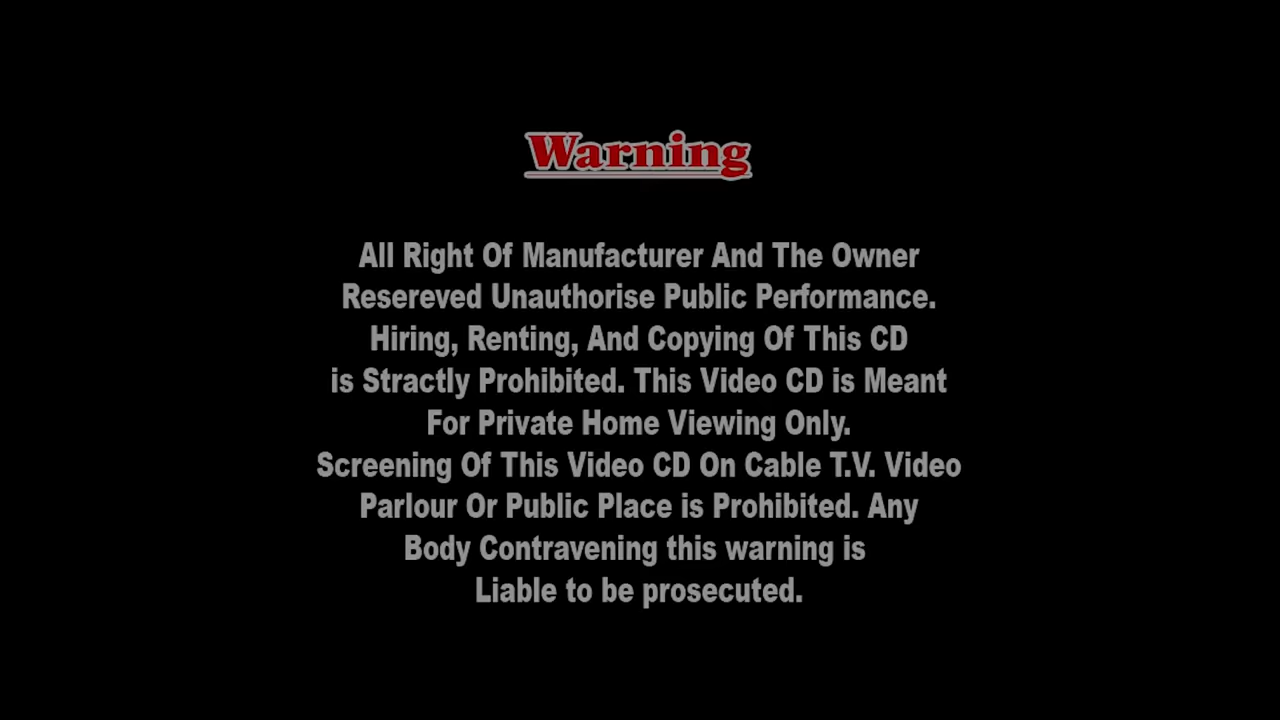 Warning
All Right Of Manufacturer And The Owner
Resereved Unauthorise Public Performance.
Hiring, Renting, And Copying Of This CD
is Stractly Prohibited. This Video CD is Meant
For Private Home Viewing Only.
Screening Of This Video CD On Cable T.V. Video
Parlour Or Public Place is Prohibited. Any
Body Contravening this warning is
Liable to be prosecuted.